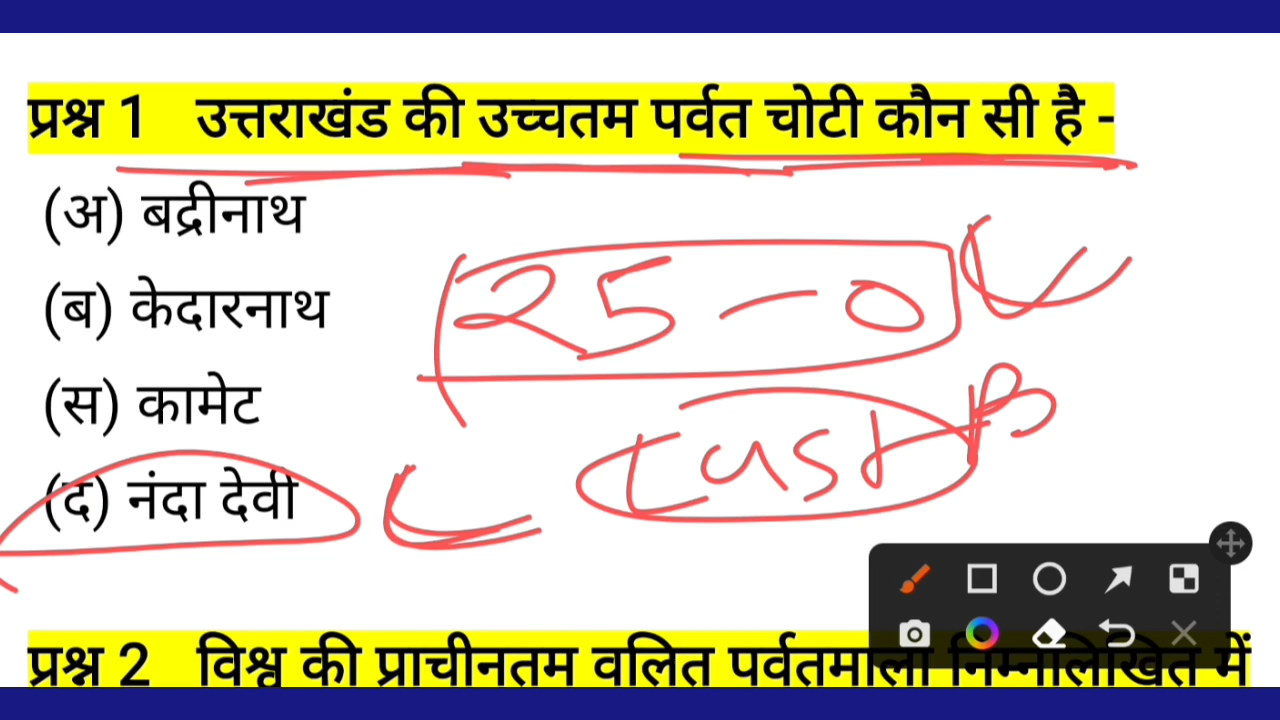 प्रश्न 1 उत्तराखंड की उच्चतम पर्वत चोटी कौन सी है -
(अ) बद्रीनाथ
(ब) केदारनाथ
25-0
(स) कामेट
Last
(द) नंदा देवी
प्रश्न 2 विश्व की प्राचीनतम वलित पर्वतमाला निम्नलिखित में